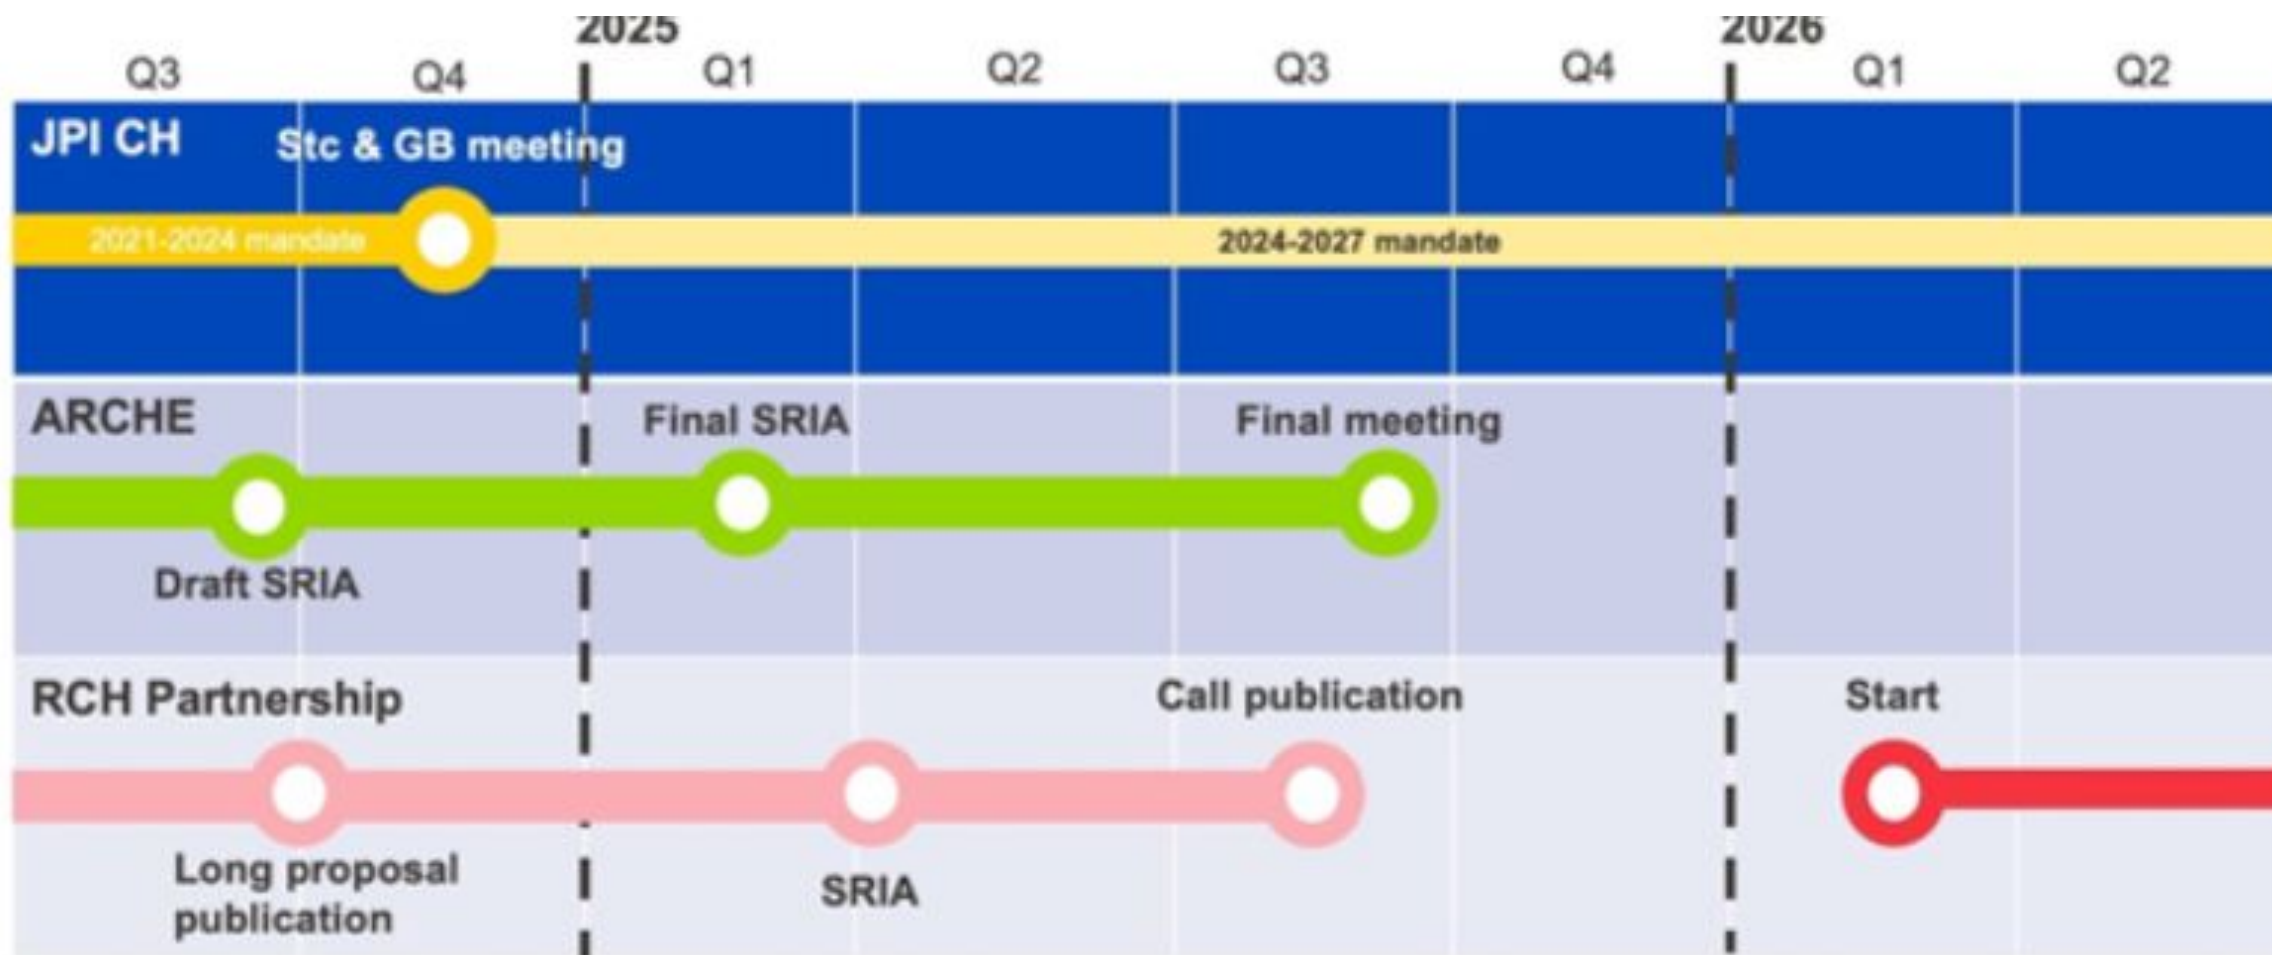 2025
2026
Q3
Q4
Q1
Q2
Q3
Q4
Q1
Q2
JPI CH
Stc & GB meeting
2021-2024 mandate
2024-2027 mandate
ARCHE
Final SRIA
Final meeting
Draft SRIA
RCH Partnership
Call publication
Start
Long proposal
publication
SRIA